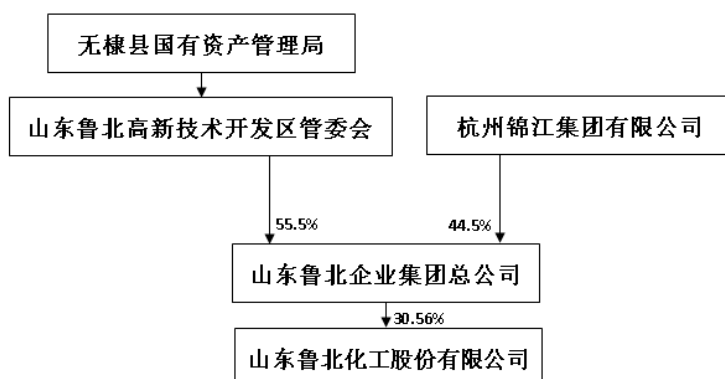 无棣县国有资产管理局
山东鲁北高新技术开发区管委会
杭州锦江集团有限公司
55.5%
44.5%
山东鲁北企业集团总公司
30.56%
山东鲁北化工股份有限公司